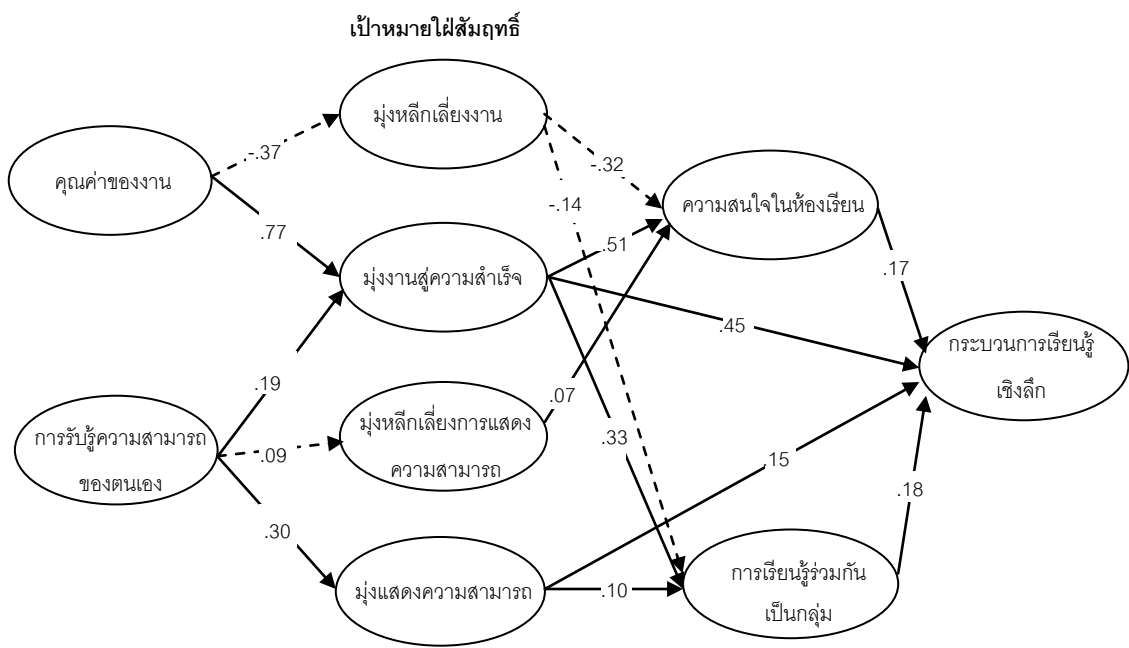 เป้าหมายใฝ่สัมฤทธิ์
มุ่งหลีกเลี่ยงงาน
-.37
-.32
คุณค่าของงาน
-.14
ความสนใจในห้องเรียน
.77
.51
มุ่งงานสู่ความสำเร็จ
.17
.45
กระบวนการเรียนรู้
เชิงลึก
.19
.07
มุ่งหลีกเลี่ยงการแสดง
ความสามารถ
การรับรู้ความสามารถ
ของตนเอง
.09
.33
.15
.18
.30
มุ่งแสดงความสามารถ
.10
การเรียนรู้ร่วมกัน
เป็นกลุ่ม